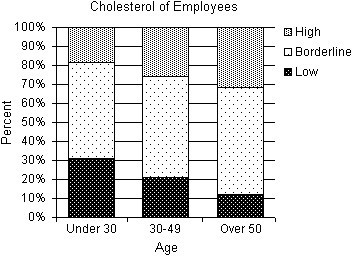 Cholesterol of Employees
100%
90%
80%
70%
60%
50%
40%
30%
20%
10%
0%
Percent
Under 30
30-49
Over 50
Age
High
Borderline
Low